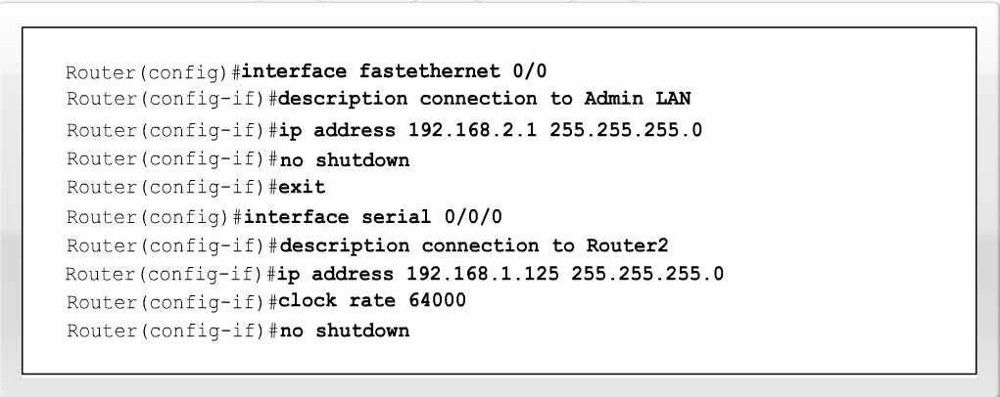 Router(config)#interface fastethernet 0/0
Router(config-if)#description connection to Admin LAN
Router(config-if)#ip address 192.168.2.1 255.255.255.0
Router(config-if)#no shutdown
Router(config-if)#exit
Router(config)#interface serial 0/0/0
Router(config-if)#description connection to Router2
Router(config-if)#ip address 192.168.1.125 255.255.255.0
Router(config-if)#clock rate 64000
Router(config-if)#no shutdown